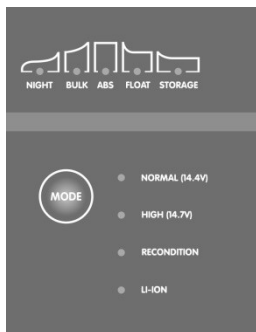 NIGHT BULK ABS FLOAT STORAGE
NORMAL (14.4V)
MODE
HIGH (14.7V)
RECONDITION
LI-ION